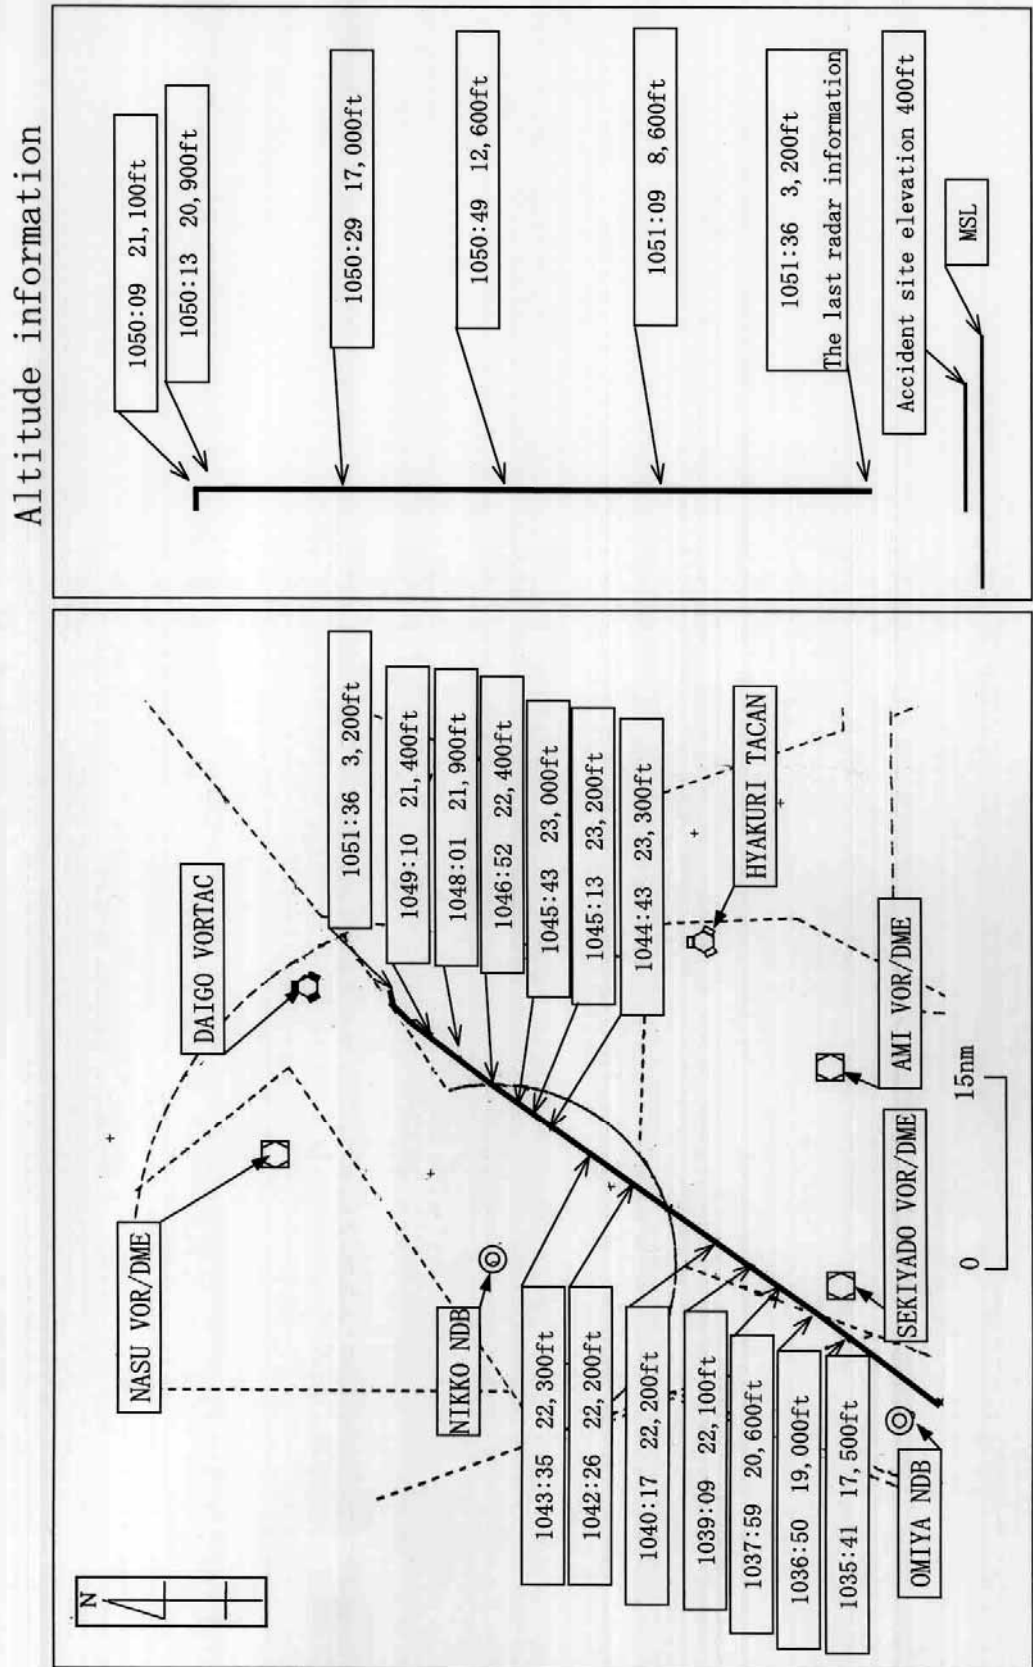 Altitude information
1050:09 21,100ft
1050:13 20,900ft
1050:29 17,000ft
1050:49 12,600ft
1051:09 8,600ft
1051:36 3,200ft
The last radar information
Accident site elevation 400ft
MSL
N
NASU VOR/DME
DAIGO VORTAC
NIKKO NDB
1051:36 3,200ft
1049:10 21,400ft
1048:01 21,900ft
1046:52 22,400ft
1045:43 23,000ft
1045:13 23,200ft
1044:43 23,300ft
1043:35 22,300ft
1042:26 22,200ft
1040:17 22,200ft
1039:09 22,100ft
1037:59 20,600ft
1036:50 19,000ft
1035:41 17,500ft
HYAKURI TACAN
OMIYA NDB
SEKIYADO VOR/DME
AMI VOR/DME
0
15nm